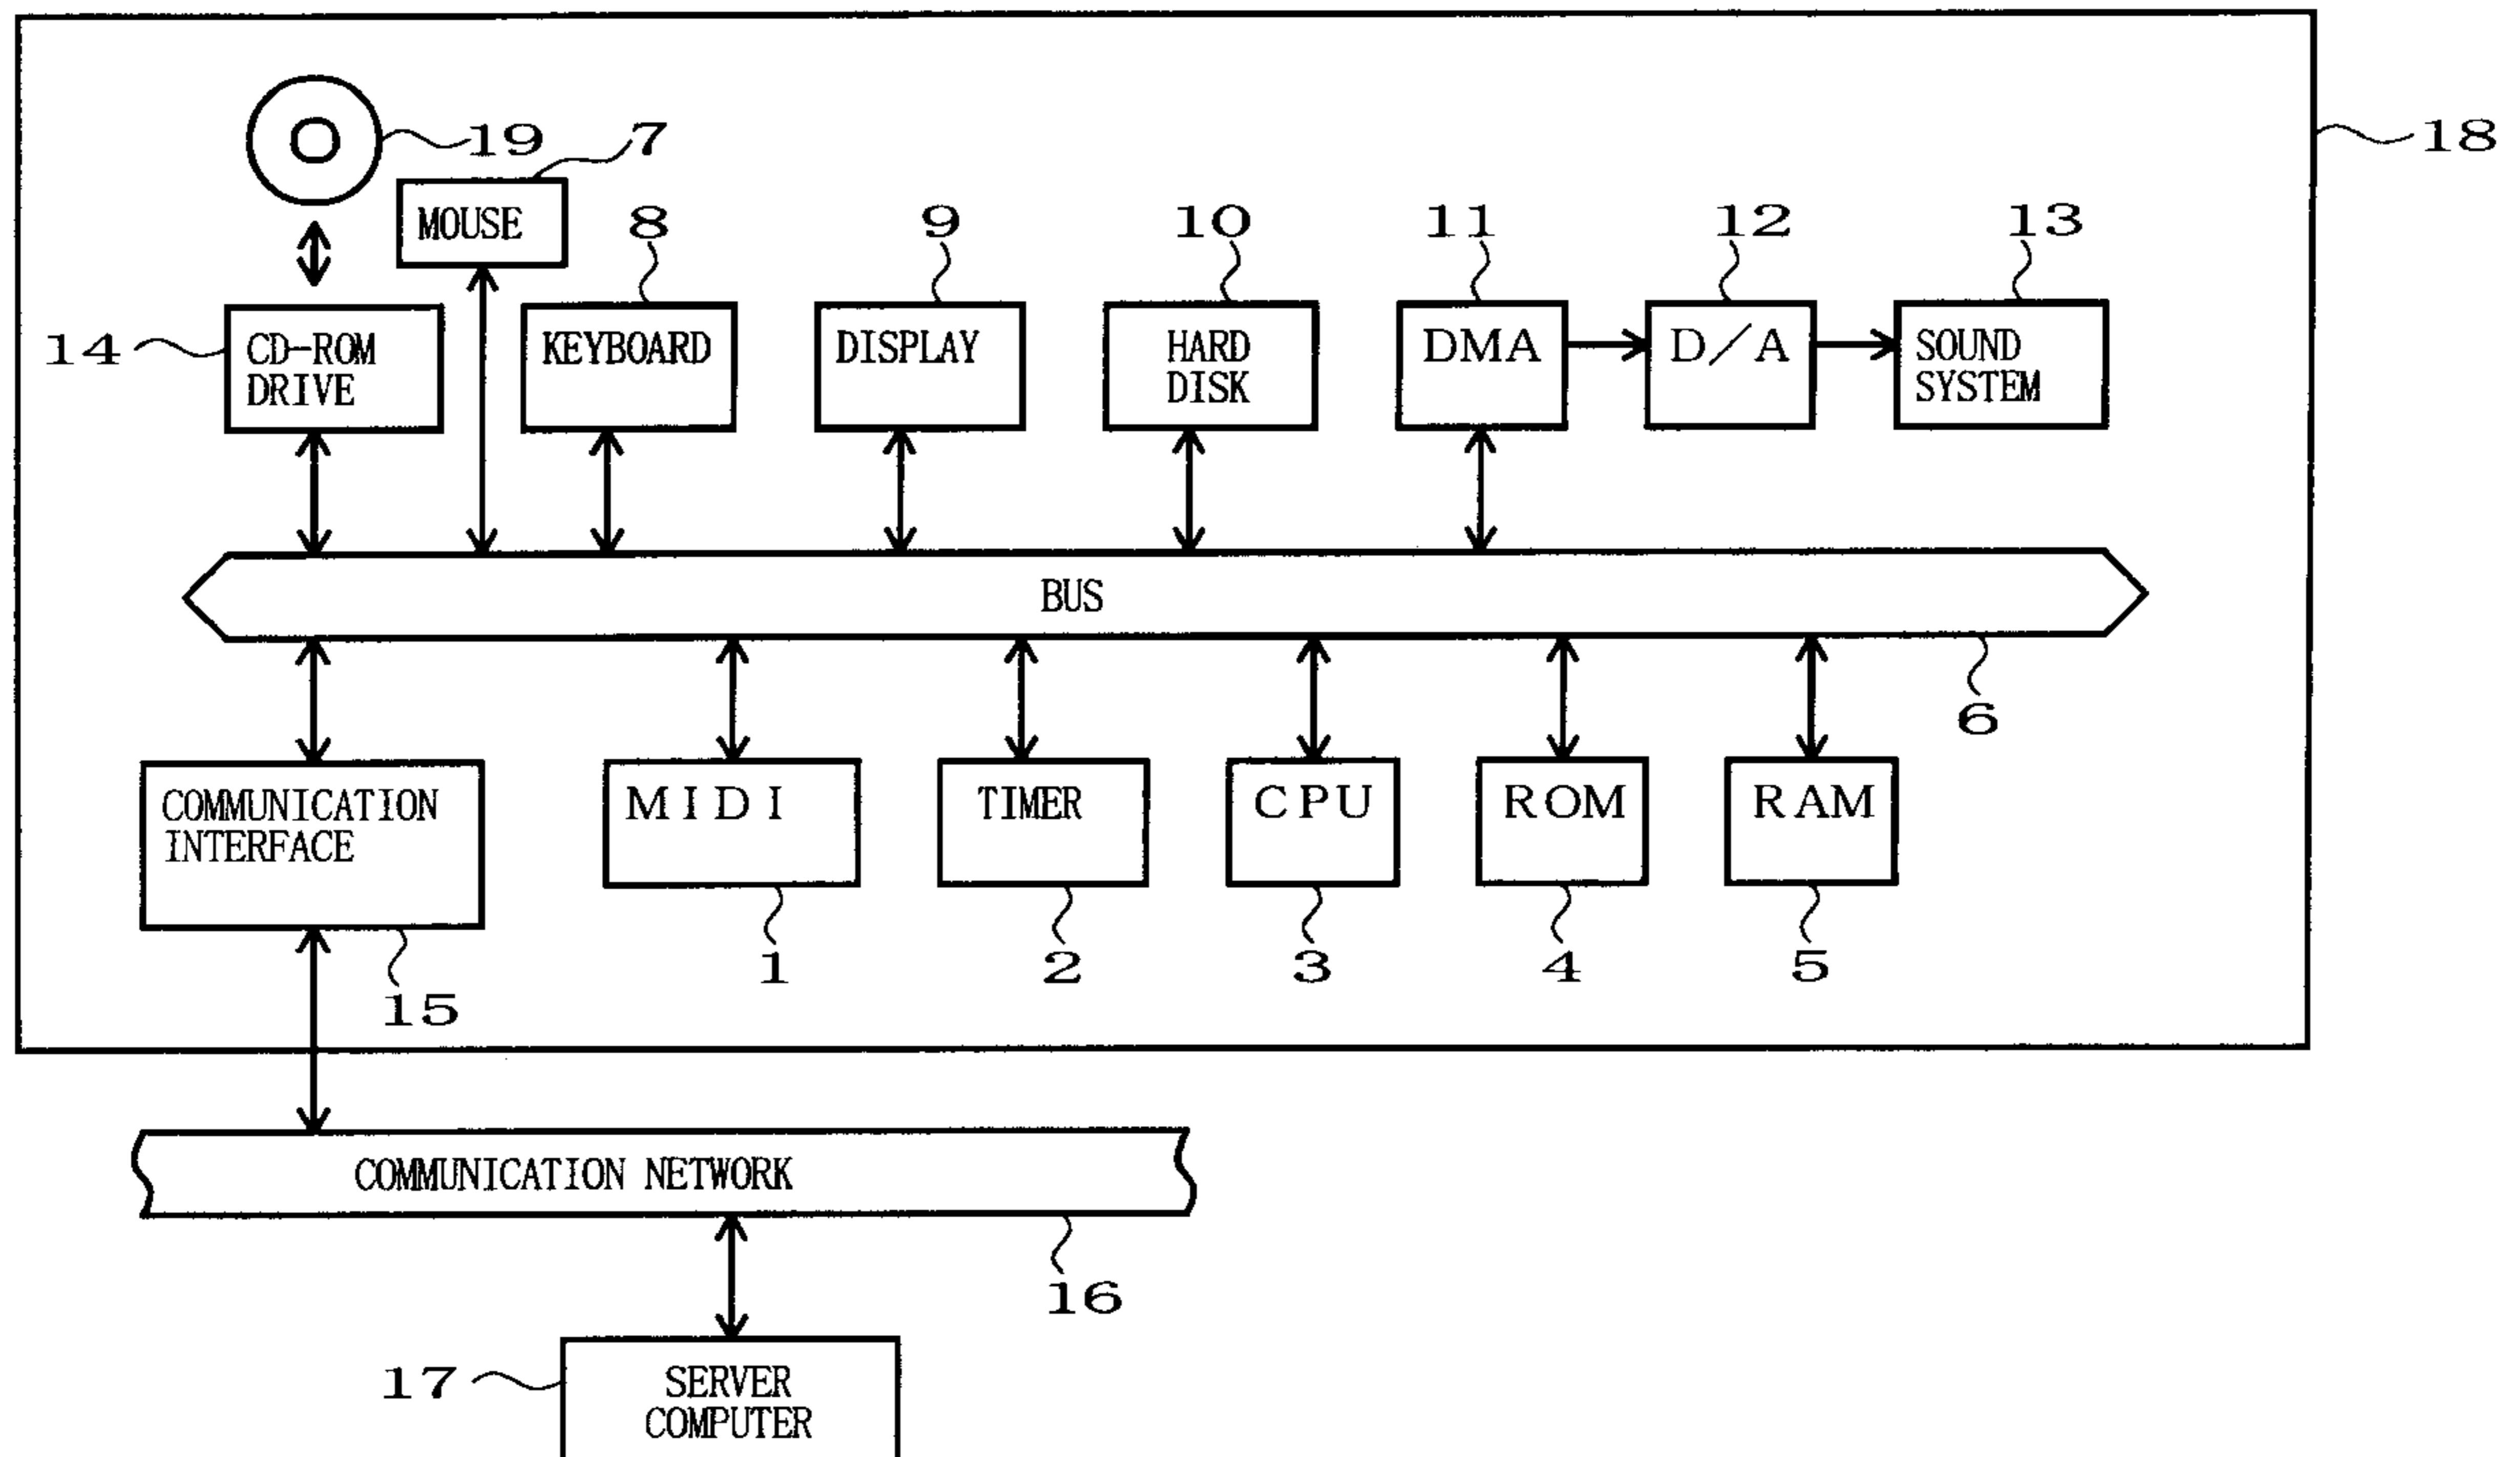 19
7
18
MOUSE
8
9
10
11
12
13
14
CD-ROM
DRIVE
KEYBOARD
DISPLAY
HARD
DISK
DMA
D/A
SOUND
SYSTEM
BUS
6
COMMUNICATION
INTERFACE
MIDI
TIMER
CPU
ROM
RAM
15
1
2
3
4
5
COMMUNICATION NETWORK
16
17
SERVER
COMPUTER